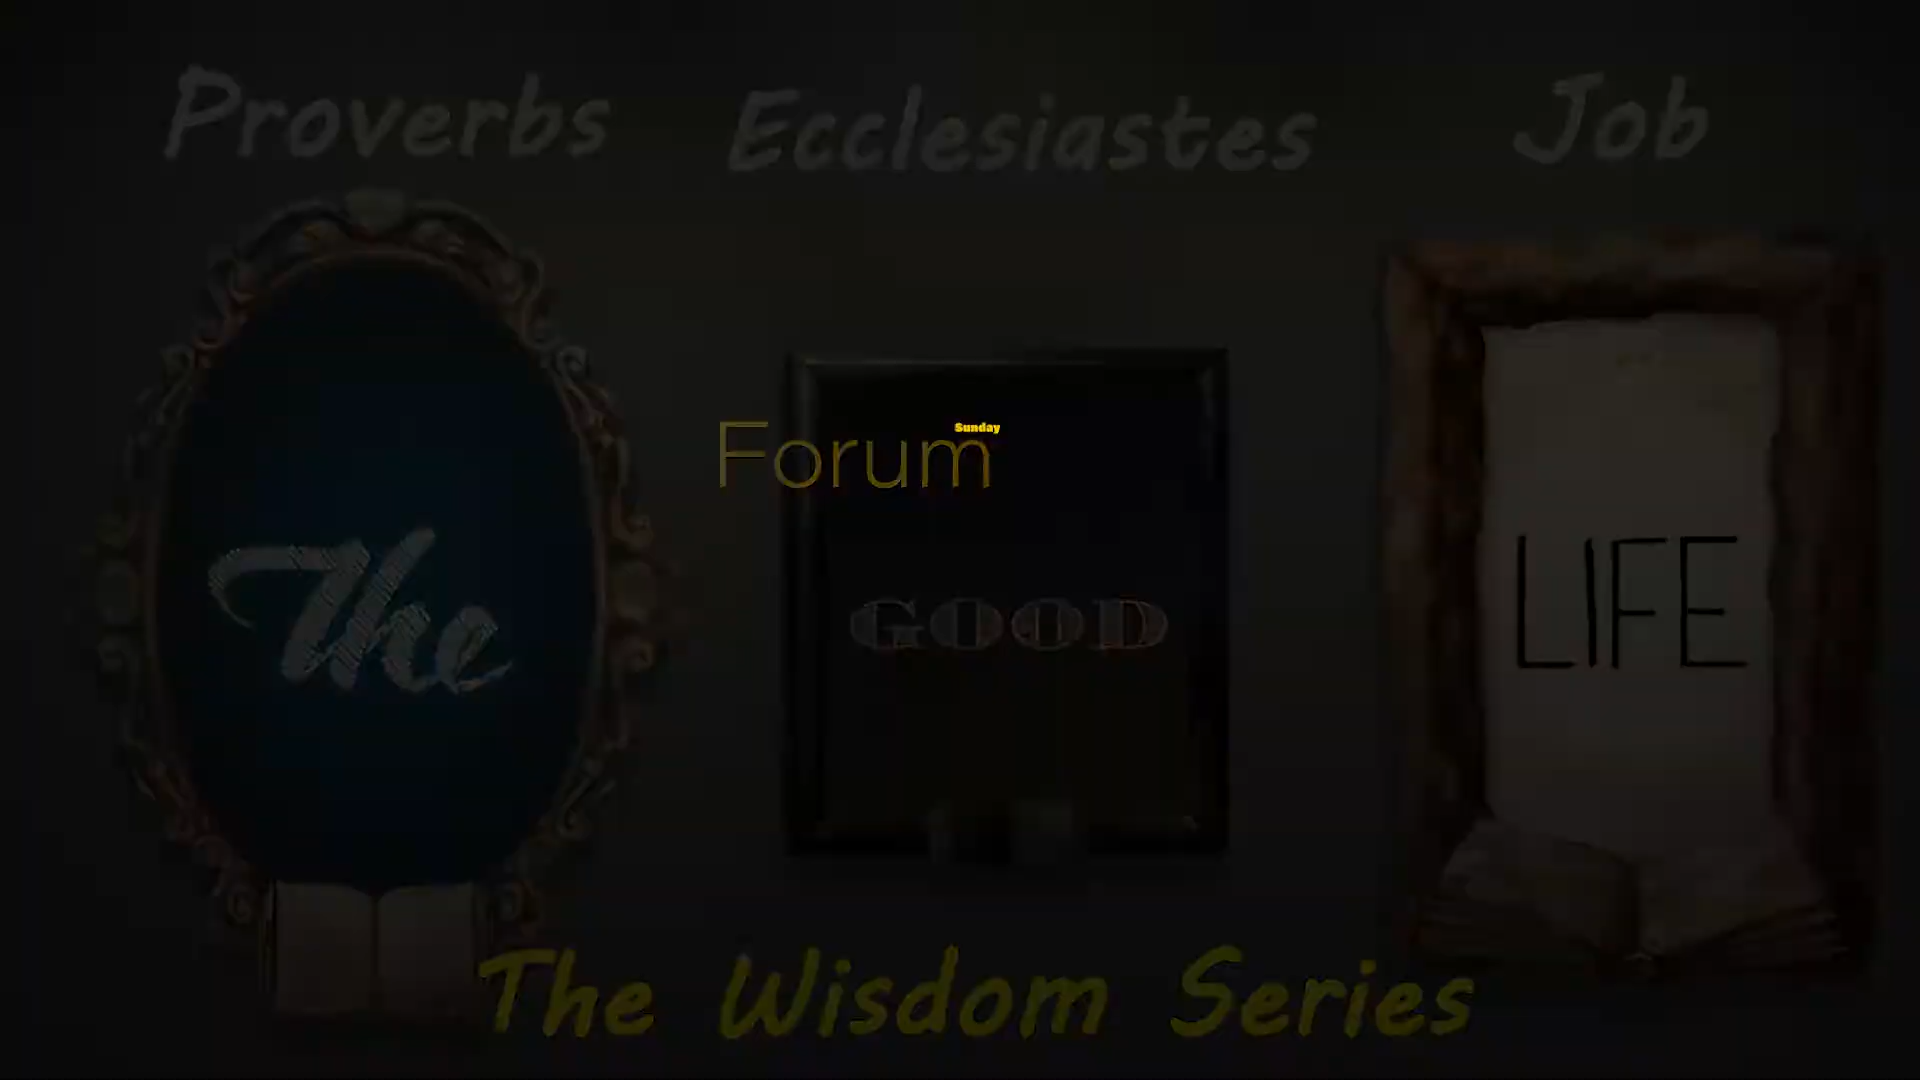 Proverbs Ecclesiastes Job
Sunday
Forum
The GOOD LIFE
The Wisdom Series